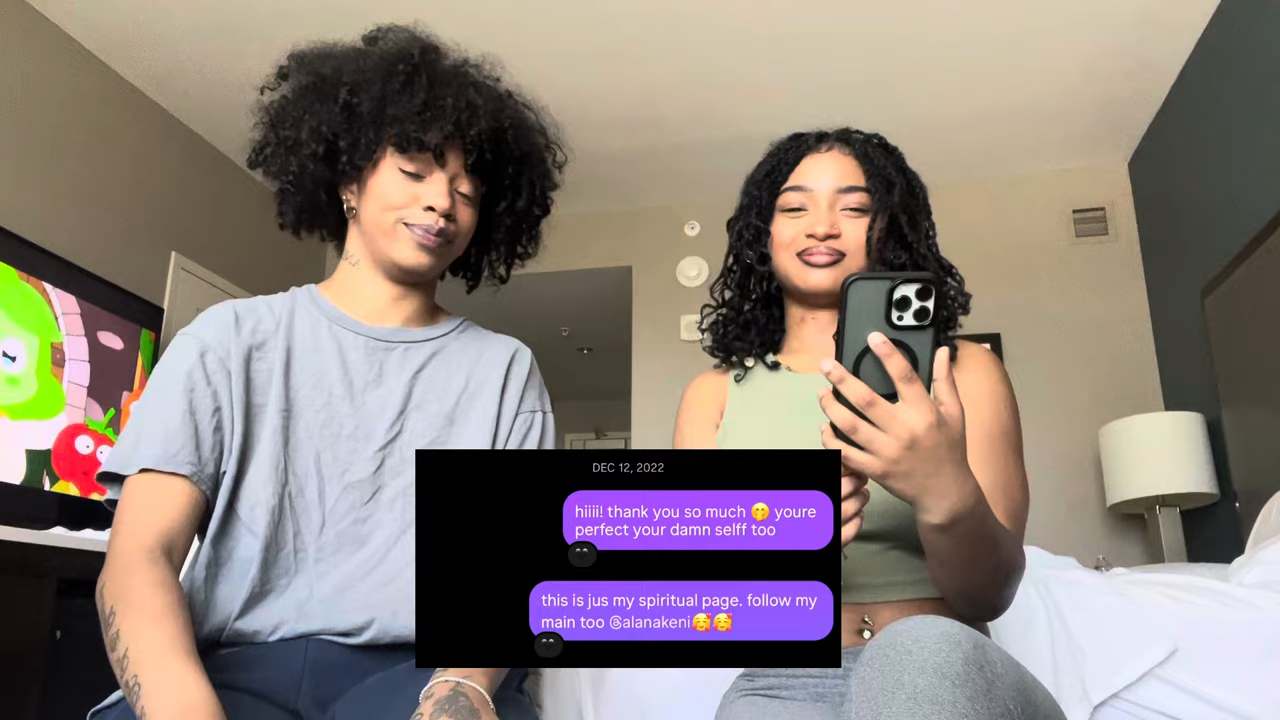 DEC 12, 2022
hiiii! thank you so much 🤭 youre
perfect your damn selff too
this is jus my spiritual page. follow my
main too @alanakeni🥰🥰